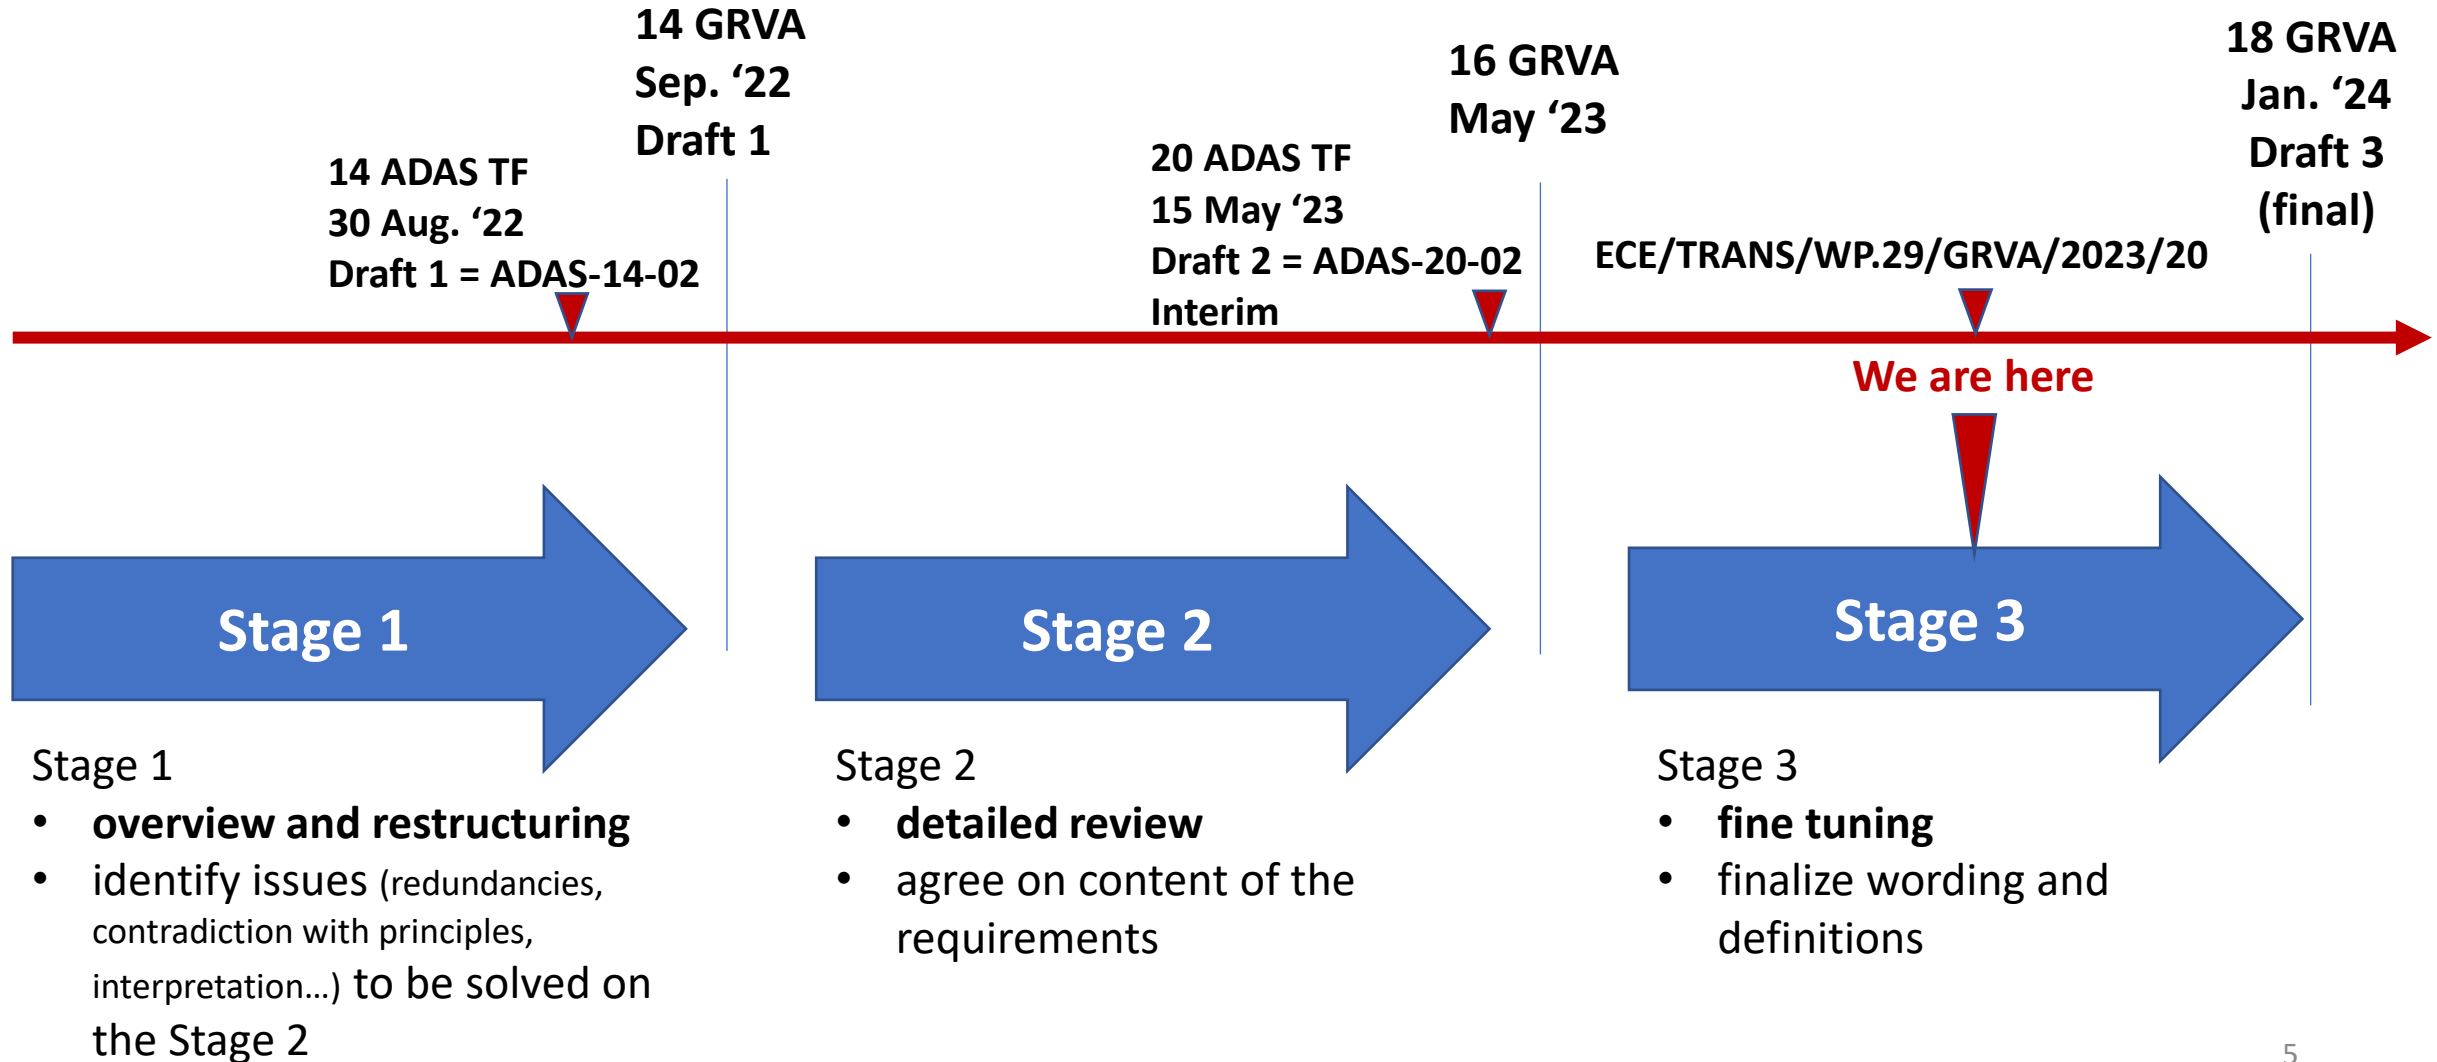 14 GRVA
Sep. ‘22
Draft 1
14 ADAS TF
30 Aug. ‘22
Draft 1 = ADAS-14-02
20 ADAS TF
15 May ‘23
Draft 2 = ADAS-20-02
Interim
16 GRVA
May ‘23
ECE/TRANS/WP.29/GRVA/2023/20
18 GRVA
Jan. ‘24
Draft 3
(final)
We are here
Stage 1
Stage 2
Stage 3
Stage 1
• overview and restructuring
• identify issues (redundancies,
contradiction with principles,
interpretation...) to be solved on
the Stage 2
Stage 2
• detailed review
• agree on content of the
requirements
Stage 3
• fine tuning
• finalize wording and
definitions
5